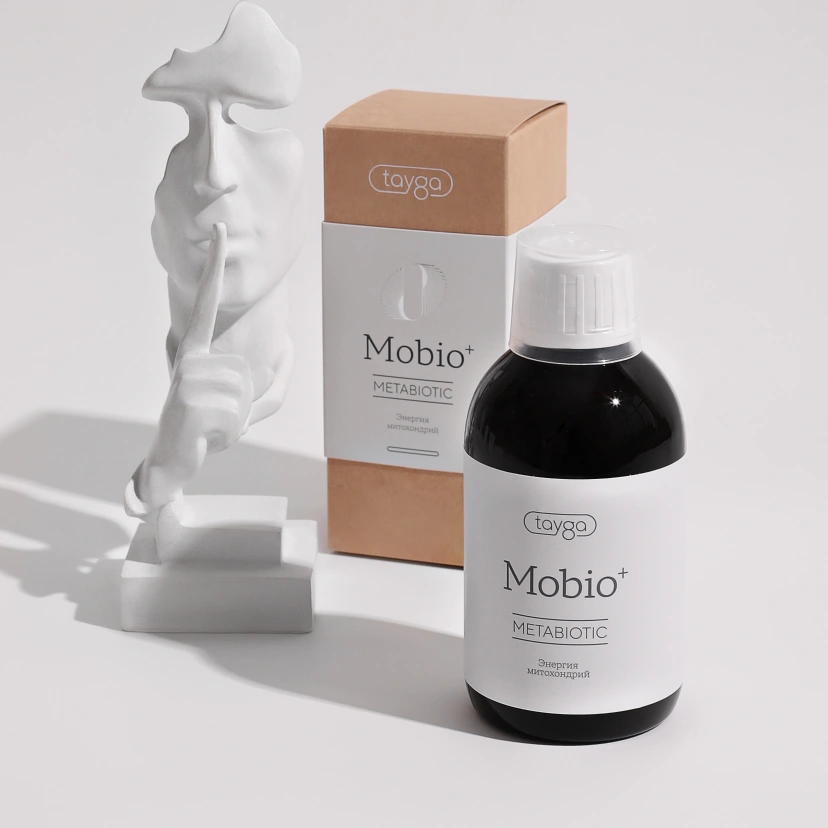 tayga
Mobio+
METABIOTIC
Энергия
митохондрий
tayga
Mobio+
METABIOTIC
Энергия
митохондрий